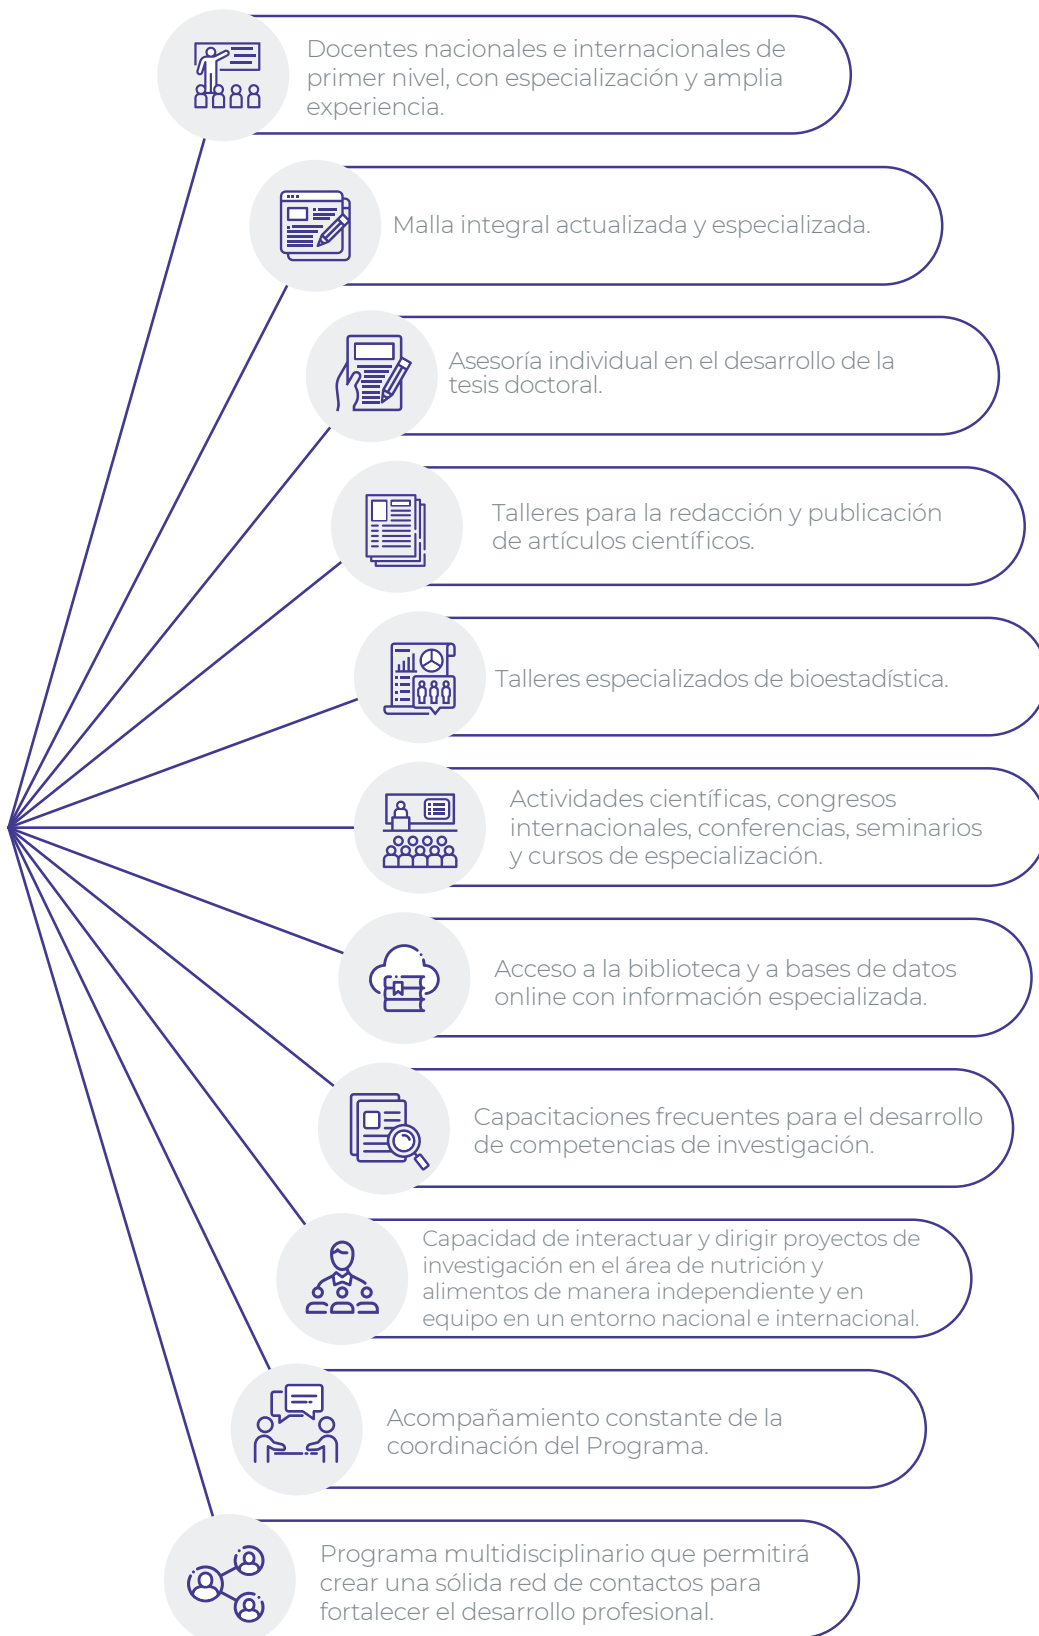 Docentes nacionales e internacionales de
primer nivel, con especialización y amplia
experiencia.
Malla integral actualizada y especializada.
Asesoría individual en el desarrollo de la
tesis doctoral.
Talleres para la redacción y publicación
de artículos científicos.
Talleres especializados de bioestadística.
Actividades científicas, congresos
internacionales, conferencias, seminarios
y cursos de especialización.
Acceso a la biblioteca y a bases de datos
online con información especializada.
Capacitaciones frecuentes para el desarrollo
de competencias de investigación.
Capacidad de interactuar y dirigir proyectos de
investigación en el área de nutrición y
alimentos de manera independiente y en
equipo en un entorno nacional e internacional.
Acompañamiento constante de la
coordinación del Programa.
Programa multidisciplinario que permitirá
crear una sólida red de contactos para
fortalecer el desarrollo profesional.